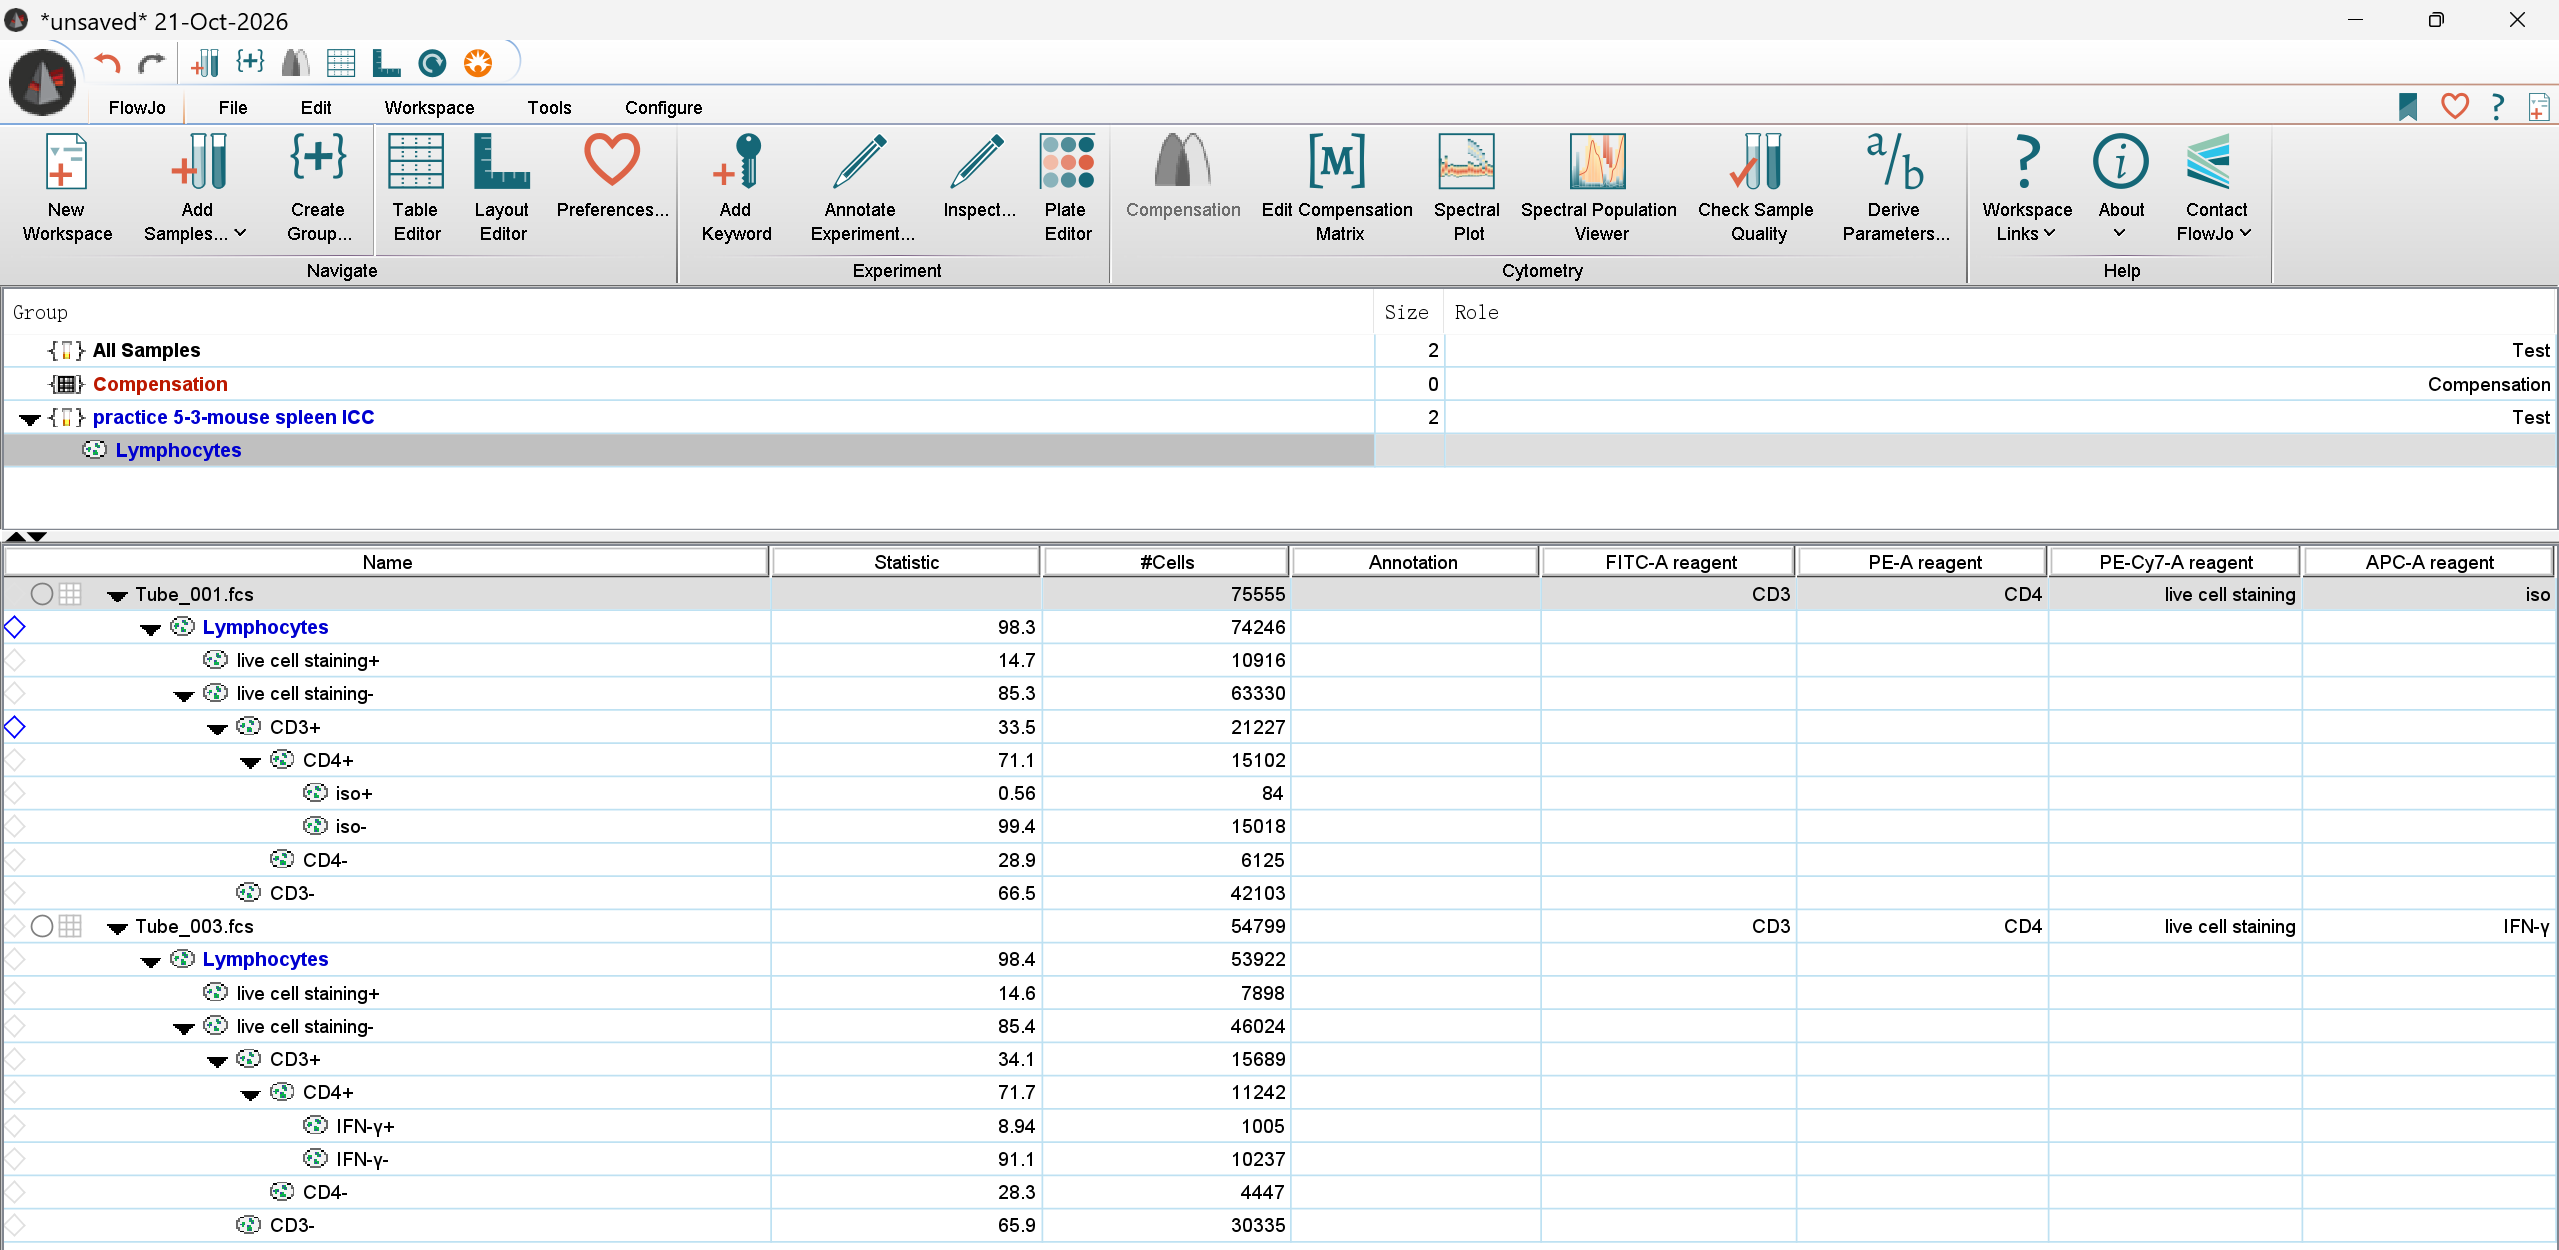 *unsaved* 21-Oct-2026
FlowJo File Edit Workspace Tools Configure
New Workspace
Add Samples...
Create Group...
Table Editor
Layout Editor
Preferences...
Add Keyword
Annotate Experiment...
Inspect...
Plate Editor
Compensation
Edit Compensation Matrix
Spectral Plot
Spectral Population Viewer
Check Sample Quality
Derive Parameters...
Workspace Links
About
Contact FlowJo
Navigate Experiment Cytometry Help
Group Size Role
All Samples 2 Test
Compensation 0 Compensation
practice 5-3-mouse spleen ICC 2 Test
Lymphocytes
Name Statistic #Cells Annotation FITC-A reagent PE-A reagent PE-Cy7-A reagent APC-A reagent
Tube_001.fcs 75555 CD3 CD4 live cell staining iso
Lymphocytes 98.3 74246
live cell staining+ 14.7 10916
live cell staining- 85.3 63330
CD3+ 33.5 21227
CD4+ 71.1 15102
iso+ 0.56 84
iso- 99.4 15018
CD4- 28.9 6125
CD3- 66.5 42103
Tube_003.fcs 54799 CD3 CD4 live cell staining IFN-γ
Lymphocytes 98.4 53922
live cell staining+ 14.6 7898
live cell staining- 85.4 46024
CD3+ 34.1 15689
CD4+ 71.7 11242
IFN-γ+ 8.94 1005
IFN-γ- 91.1 10237
CD4- 28.3 4447
CD3- 65.9 30335